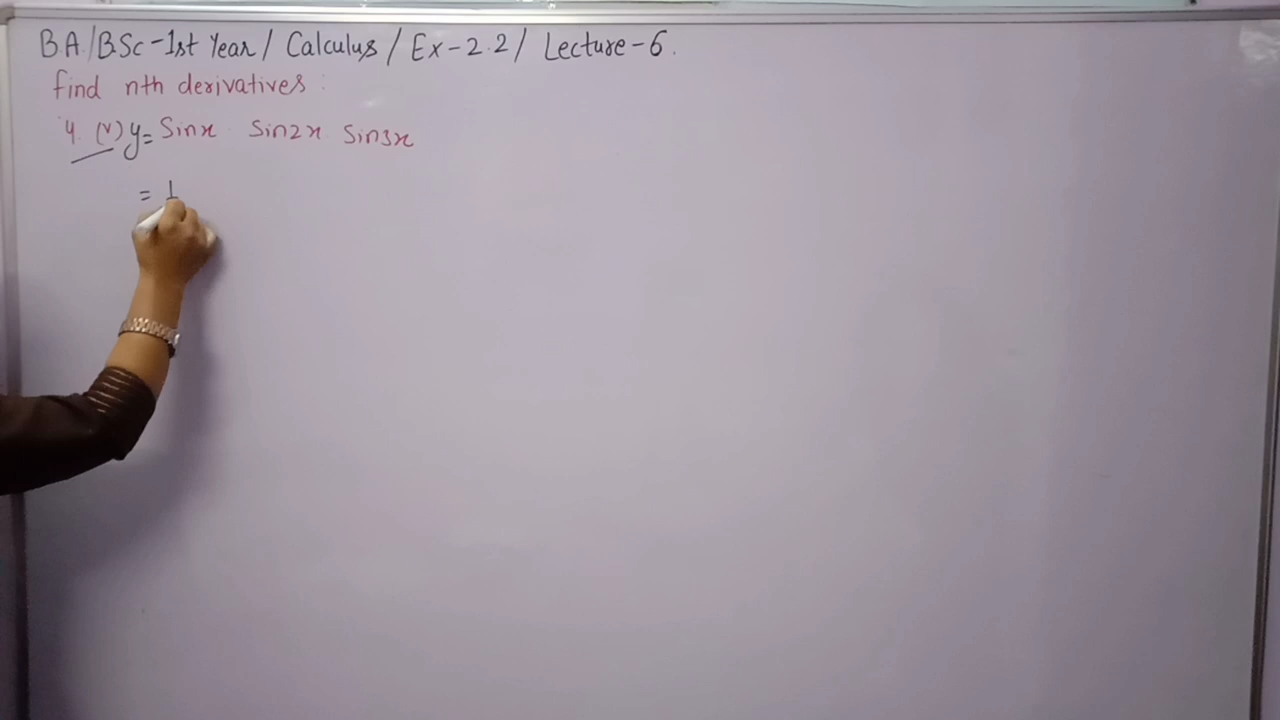 B.A./B.Sc-1st Year/ Calculus / Ex-2.2/ Lecture-6.
find nth derivatives:
4. (v) y= Sinx Sin2x Sin3x
= 1